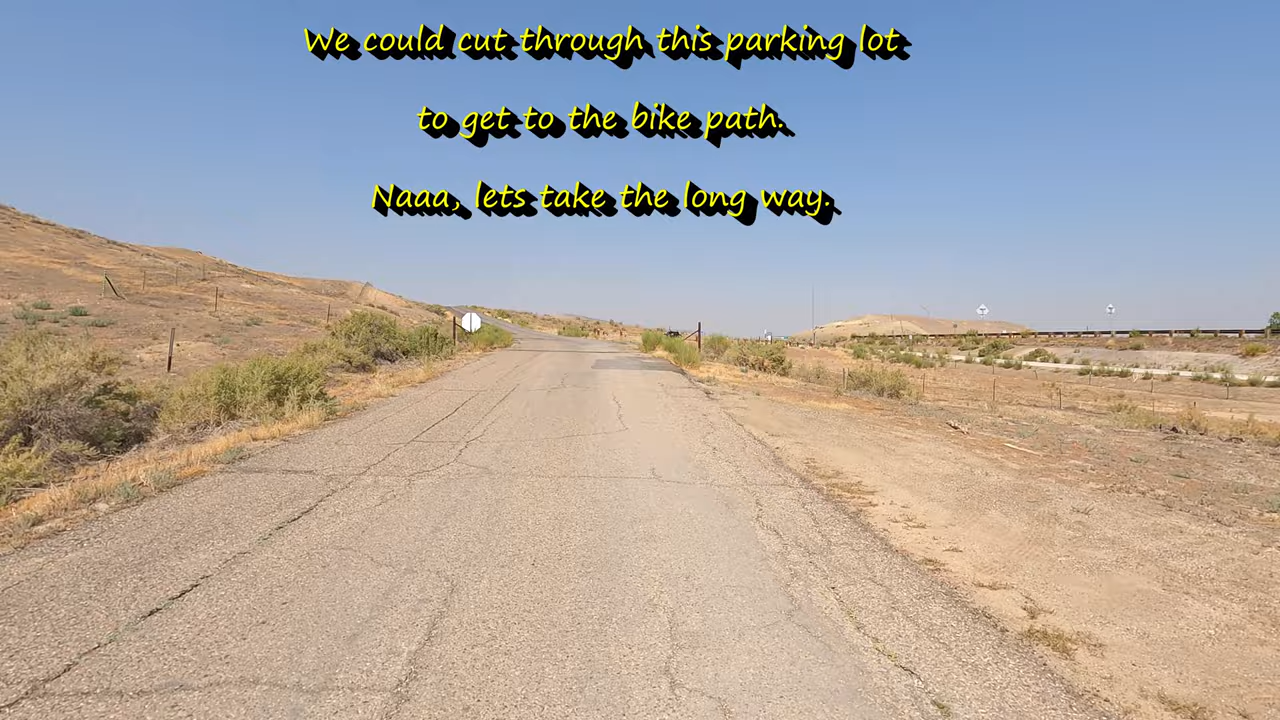 We could cut through this parking lot
to get to the bike path.
Naaa, lets take the long way.